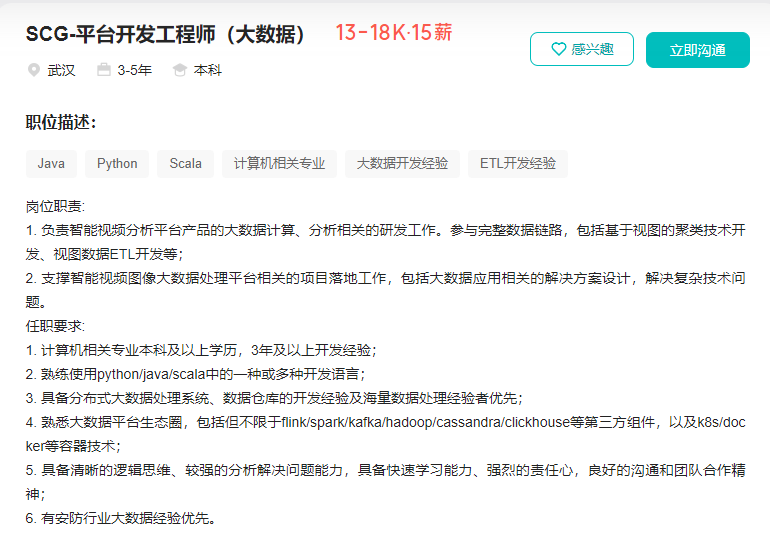 SCG-平台开发工程师（大数据） 13-18K·15薪
武汉 3-5年 本科
感兴趣 立即沟通
职位描述：
Java Python Scala 计算机相关专业 大数据开发经验 ETL开发经验
岗位职责:
1. 负责智能视频分析平台产品的大数据计算、分析相关的研发工作。参与完整数据链路，包括基于视图的聚类技术开
发、视图数据ETL开发等；
2. 支撑智能视频图像大数据处理平台相关的项目落地工作，包括大数据应用相关的解决方案设计，解决复杂技术问
题。
任职要求:
1. 计算机相关专业本科及以上学历，3年及以上开发经验；
2. 熟练使用python/java/scala中的一种或多种开发语言；
3. 具备分布式大数据处理系统、数据仓库的开发经验及海量数据处理经验者优先；
4. 熟悉大数据平台生态圈，包括但不限于flink/spark/kafka/hadoop/cassandra/clickhouse等第三方组件，以及k8s/doc
ker等容器技术；
5. 具备清晰的逻辑思维、较强的分析解决问题能力，具备快速学习能力、强烈的责任心，良好的沟通和团队合作精
神；
6. 有安防行业大数据经验优先。